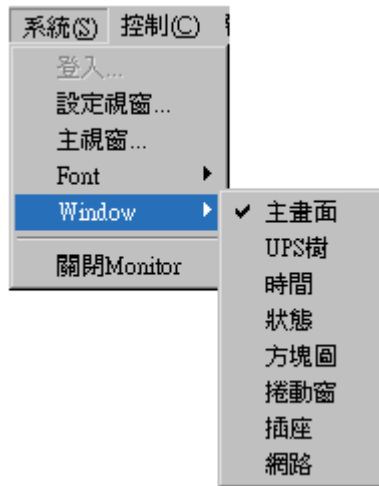 系統(S) 控制(C)
登入...
設定視窗...
主視窗...
Font
Window
關閉Monitor
主畫面
UPS樹
時間
狀態
方塊圖
捲動窗
插座
網路